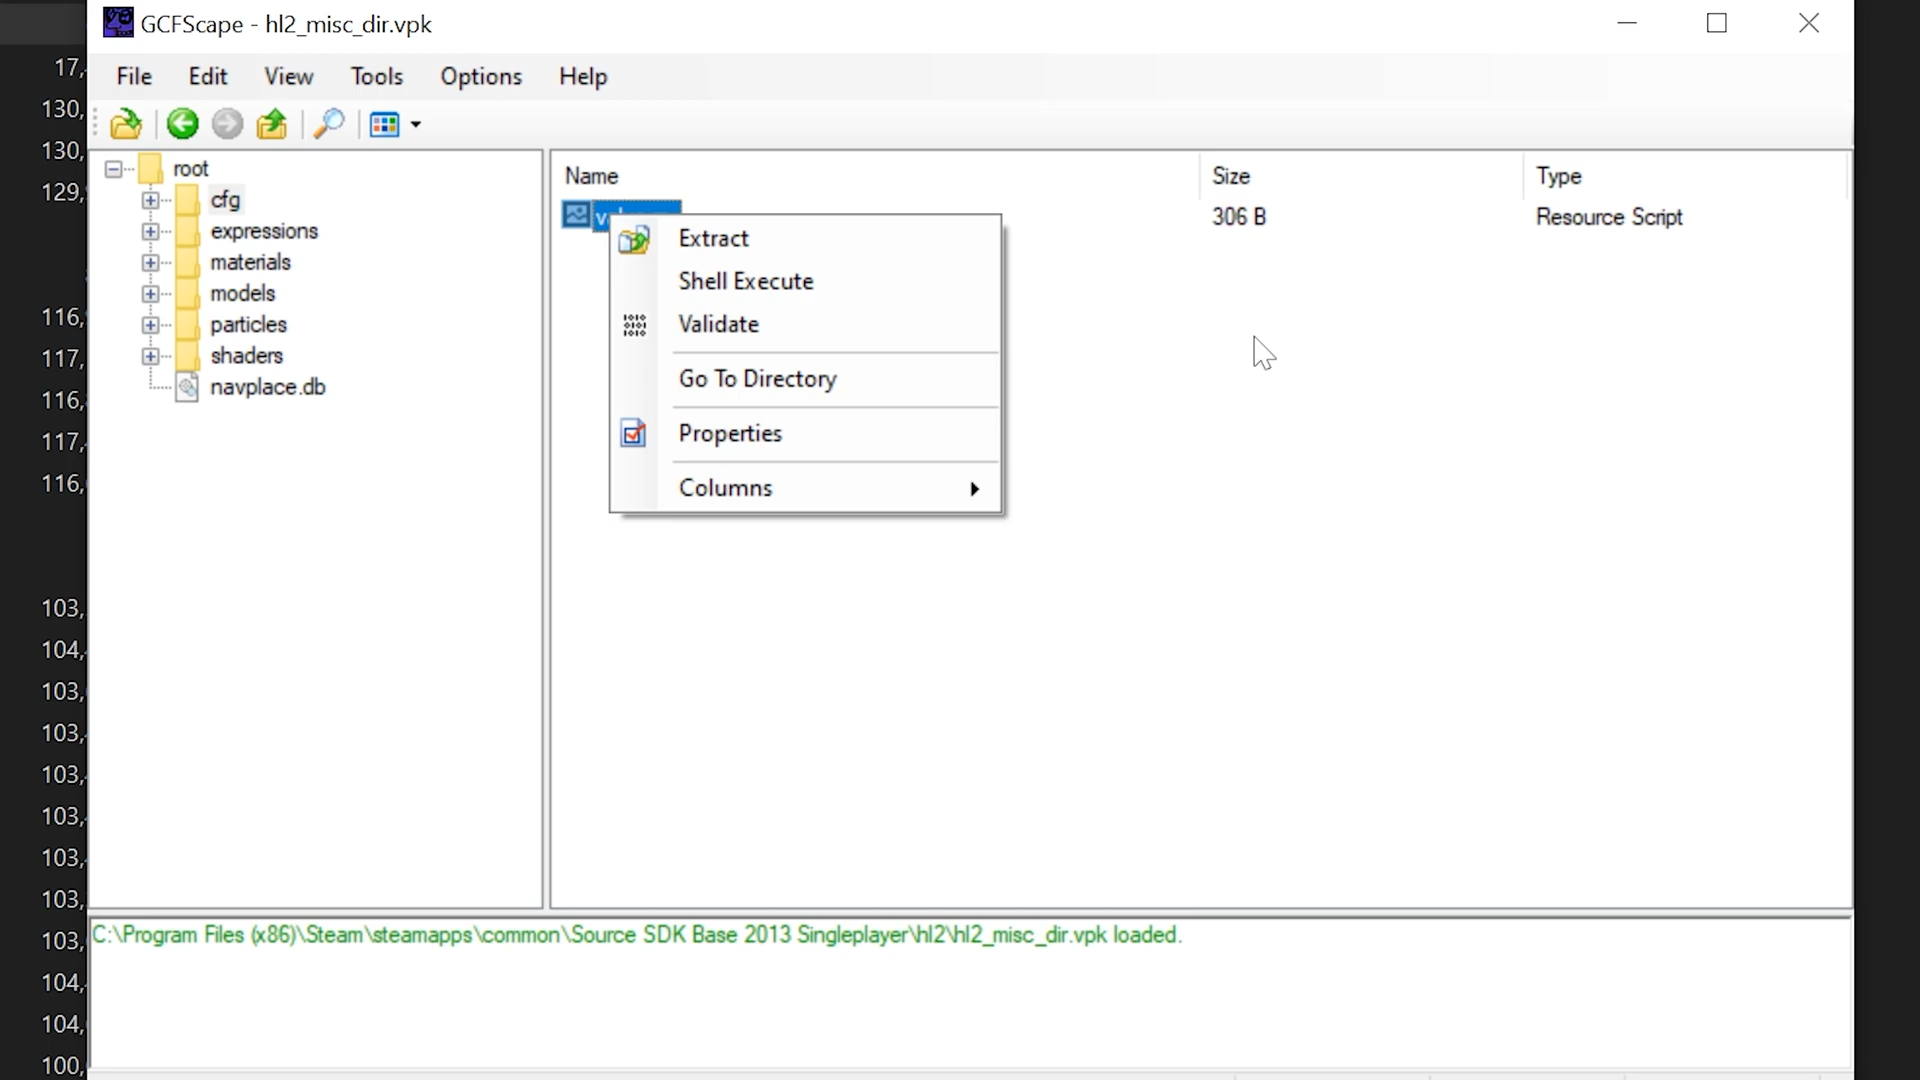 GCFScape - hl2_misc_dir.vpk
File Edit View Tools Options Help
root
cfg
expressions
materials
models
particles
shaders
navplace.db
Name Size Type
306 B Resource Script
Extract
Shell Execute
Validate
Go To Directory
Properties
Columns
C:\Program Files (x86)\Steam\steamapps\common\Source SDK Base 2013 Singleplayer\hl2\hl2_misc_dir.vpk loaded.
17,
130,
130,
129,
116,
117,
116,
117,
116,
103,
104,
103,
103,
103,
103,
103,
103,
103,
104,
104,
100,